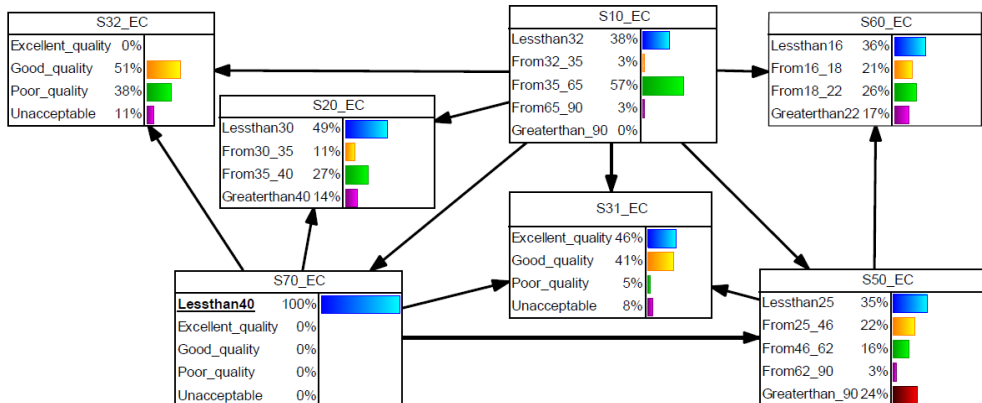 S32_EC
Excellent_quality 0%
Good_quality 51%
Poor_quality 38%
Unacceptable 11%
S10_EC
Lessthan32 38%
From32_35 3%
From35_65 57%
From65_90 3%
Greaterthan_90 0%
S60_EC
Lessthan16 36%
From16_18 21%
From18_22 26%
Greaterthan22 17%
S20_EC
Lessthan30 49%
From30_35 11%
From35_40 27%
Greaterthan40 14%
S31_EC
Excellent_quality 46%
Good_quality 41%
Poor_quality 5%
Unacceptable 8%
S70_EC
Lessthan40 100%
Excellent_quality 0%
Good_quality 0%
Poor_quality 0%
Unacceptable 0%
S50_EC
Lessthan25 35%
From25_46 22%
From46_62 16%
From62_90 3%
Greaterthan_90 24%